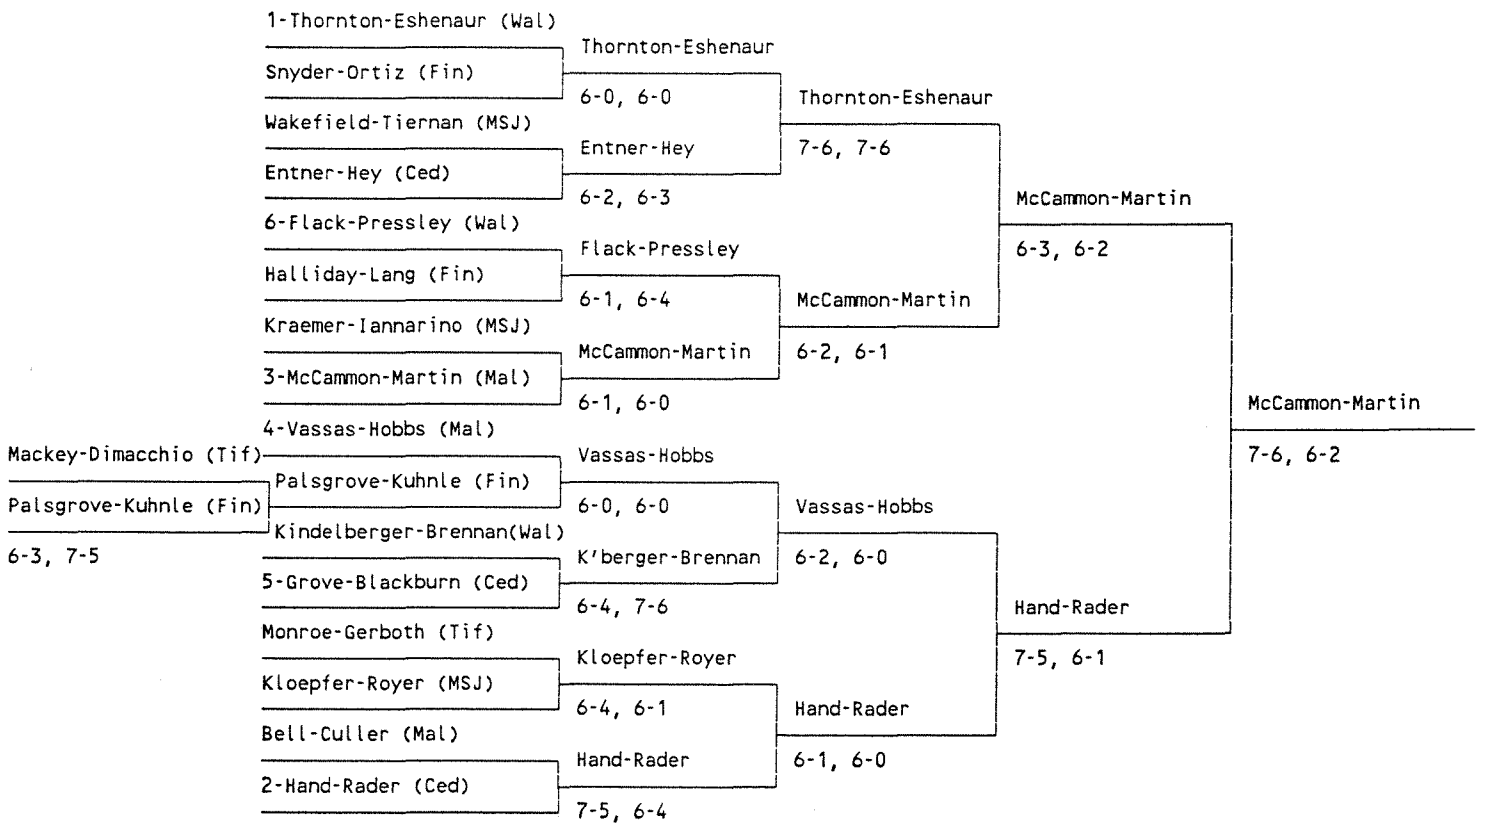 1-Thornton-Eshenaur (Wal)
Thornton-Eshenaur
Snyder-Ortiz (Fin)
6-0, 6-0
Thornton-Eshenaur
Wakefield-Tiernan (MSJ)
Entner-Hey
7-6, 7-6
Entner-Hey (Ced)
6-2, 6-3
McCammon-Martin
6-Flack-Pressley (Wal)
Flack-Pressley
6-3, 6-2
Halliday-Lang (Fin)
6-1, 6-4
McCammon-Martin
Kraemer-Iannarino (MSJ)
McCammon-Martin
6-2, 6-1
3-McCammon-Martin (Mal)
6-1, 6-0
McCammon-Martin
4-Vassas-Hobbs (Mal)
Mackey-Dimacchio (Tif)
Vassas-Hobbs
7-6, 6-2
Palsgrove-Kuhnle (Fin)
Palsgrove-Kuhnle (Fin)
6-0, 6-0
Vassas-Hobbs
Kindelberger-Brennan(Wal)
6-3, 7-5
K'berger-Brennan
6-2, 6-0
5-Grove-Blackburn (Ced)
6-4, 7-6
Hand-Rader
Monroe-Gerboth (Tif)
Kloepfer-Royer
7-5, 6-1
Kloepfer-Royer (MSJ)
6-4, 6-1
Hand-Rader
Bell-Culler (Mal)
Hand-Rader
6-1, 6-0
2-Hand-Rader (Ced)
7-5, 6-4